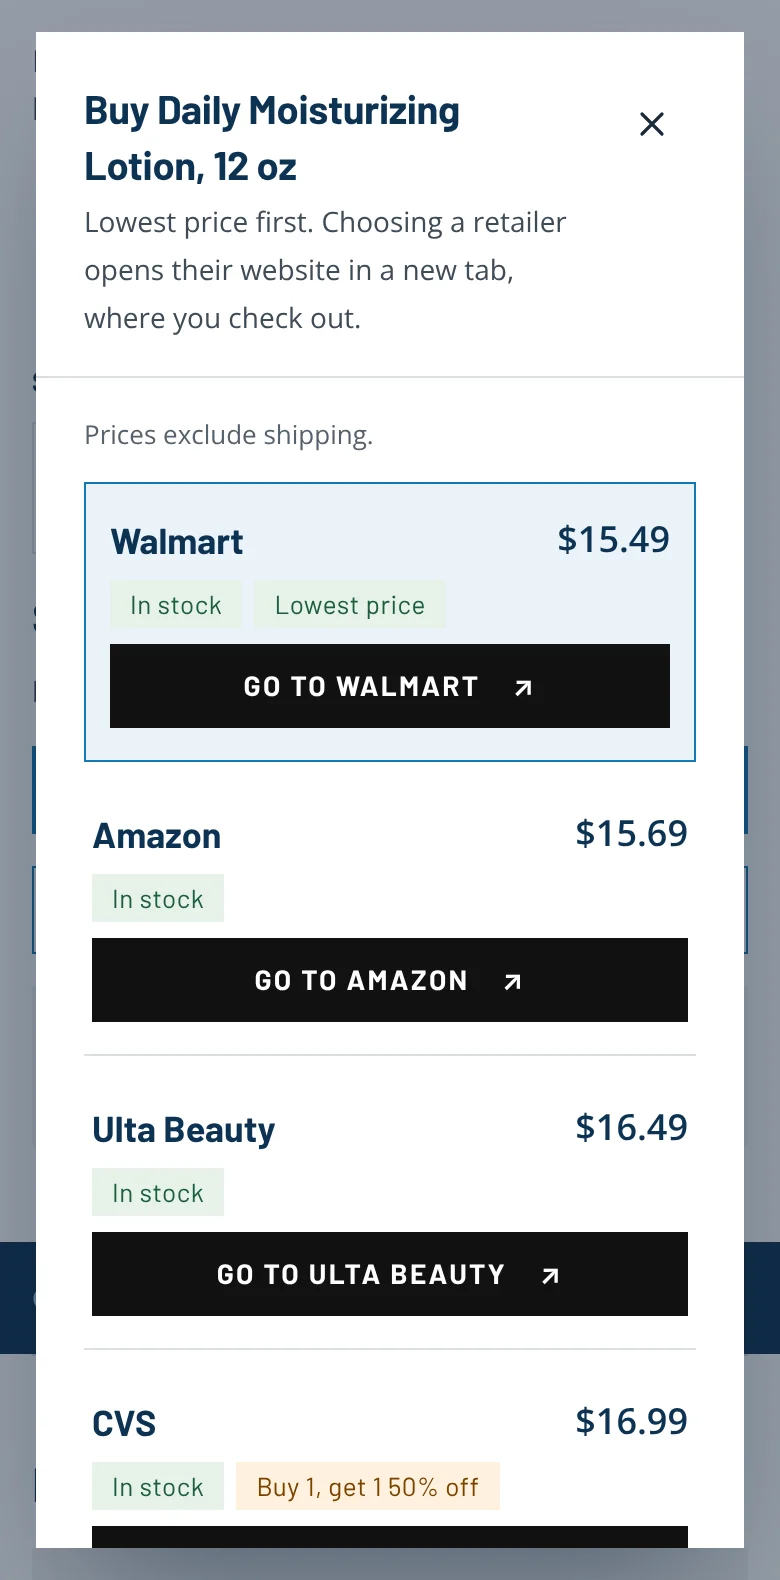 Buy Daily Moisturizing
Lotion, 12 oz
Lowest price first. Choosing a retailer
opens their website in a new tab,
where you check out.
Prices exclude shipping.
Walmart $15.49
In stock Lowest price
GO TO WALMART
Amazon $15.69
In stock
GO TO AMAZON
Ulta Beauty $16.49
In stock
GO TO ULTA BEAUTY
CVS $16.99
In stock Buy 1, get 1 50% off